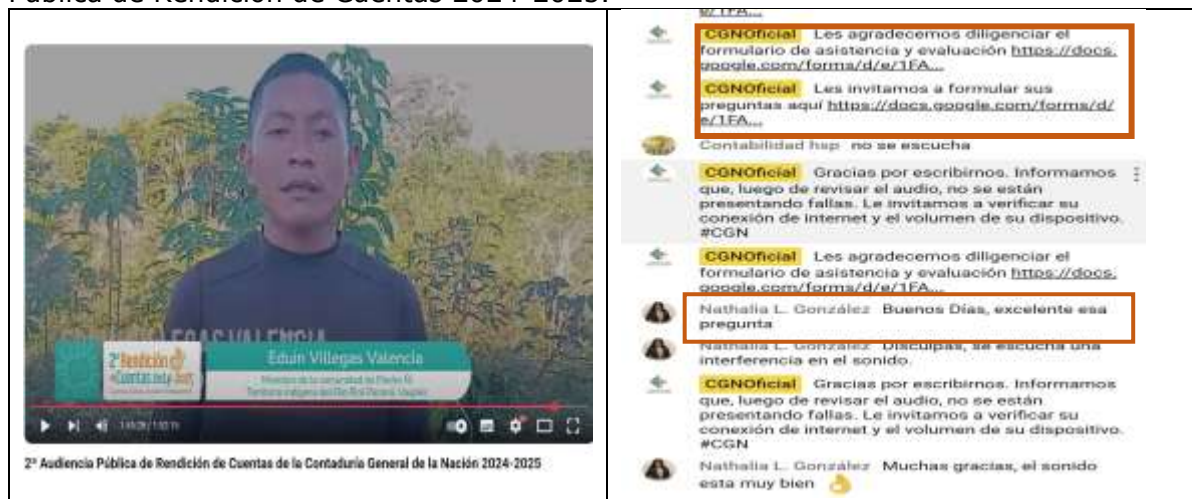 Pública de Rendición de Cuentas 2024-2025.
2ª Rendición de
Cuentas
Eduin Villegas Valencia
2ª Audiencia Pública de Rendición de Cuentas de la Contaduría General de la Nación 2024-2025
e/1FA...
CGNOficial Les agradecemos diligenciar el
formulario de asistencia y evaluación https://docs.
google.com/forms/d/e/1FA...
CGNOficial Les invitamos a formular sus
preguntas aquí https://docs.google.com/forms/d/
e/1FA...
Contabilidad hsp no se escucha
CGNOficial Gracias por escribirnos. Informamos
que, luego de revisar el audio, no se están
presentando fallas. Le invitamos a verificar su
conexión de internet y el volumen de su dispositivo.
#CGN
CGNOficial Les agradecemos diligenciar el
formulario de asistencia y evaluación https://docs.
google.com/forms/d/e/1FA...
Nathalia L. González Buenos Días, excelente esa
pregunta
Nathalia L. González Disculpas, se escucha una
interferencia en el sonido.
CGNOficial Gracias por escribirnos. Informamos
que, luego de revisar el audio, no se están
presentando fallas. Le invitamos a verificar su
conexión de internet y el volumen de su dispositivo.
#CGN
Nathalia L. González Muchas gracias, el sonido
esta muy bien 👌